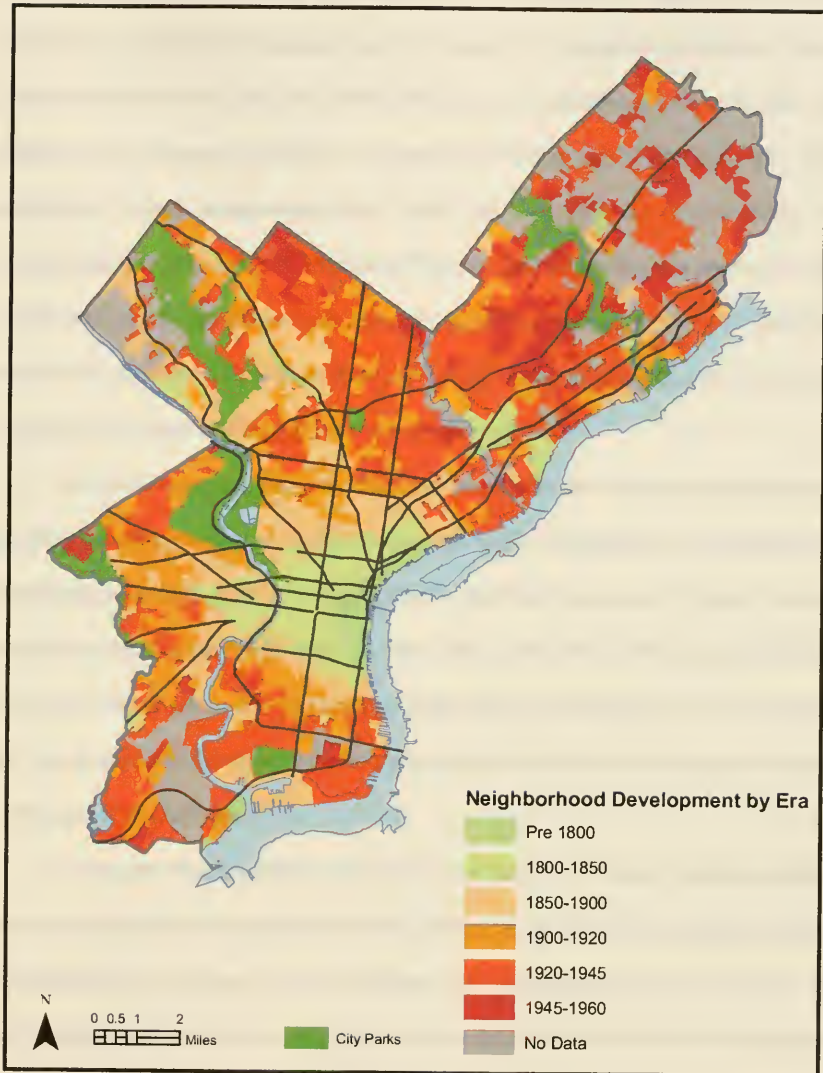 Neighborhood Development by Era
Pre 1800
1800-1850
1850-1900
1900-1920
1920-1945
1945-1960
No Data
N
0 0.5 1 2
Miles
City Parks